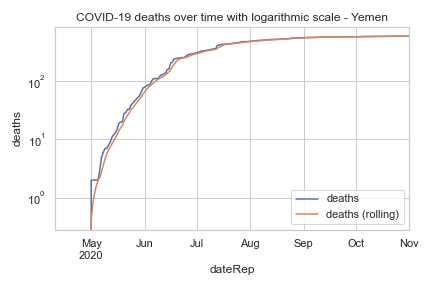 COVID-19 deaths over time with logarithmic scale - Yemen
deaths
10²
10¹
10⁰
May Jun Jul Aug Sep Oct Nov
2020
dateRep
deaths
deaths (rolling)